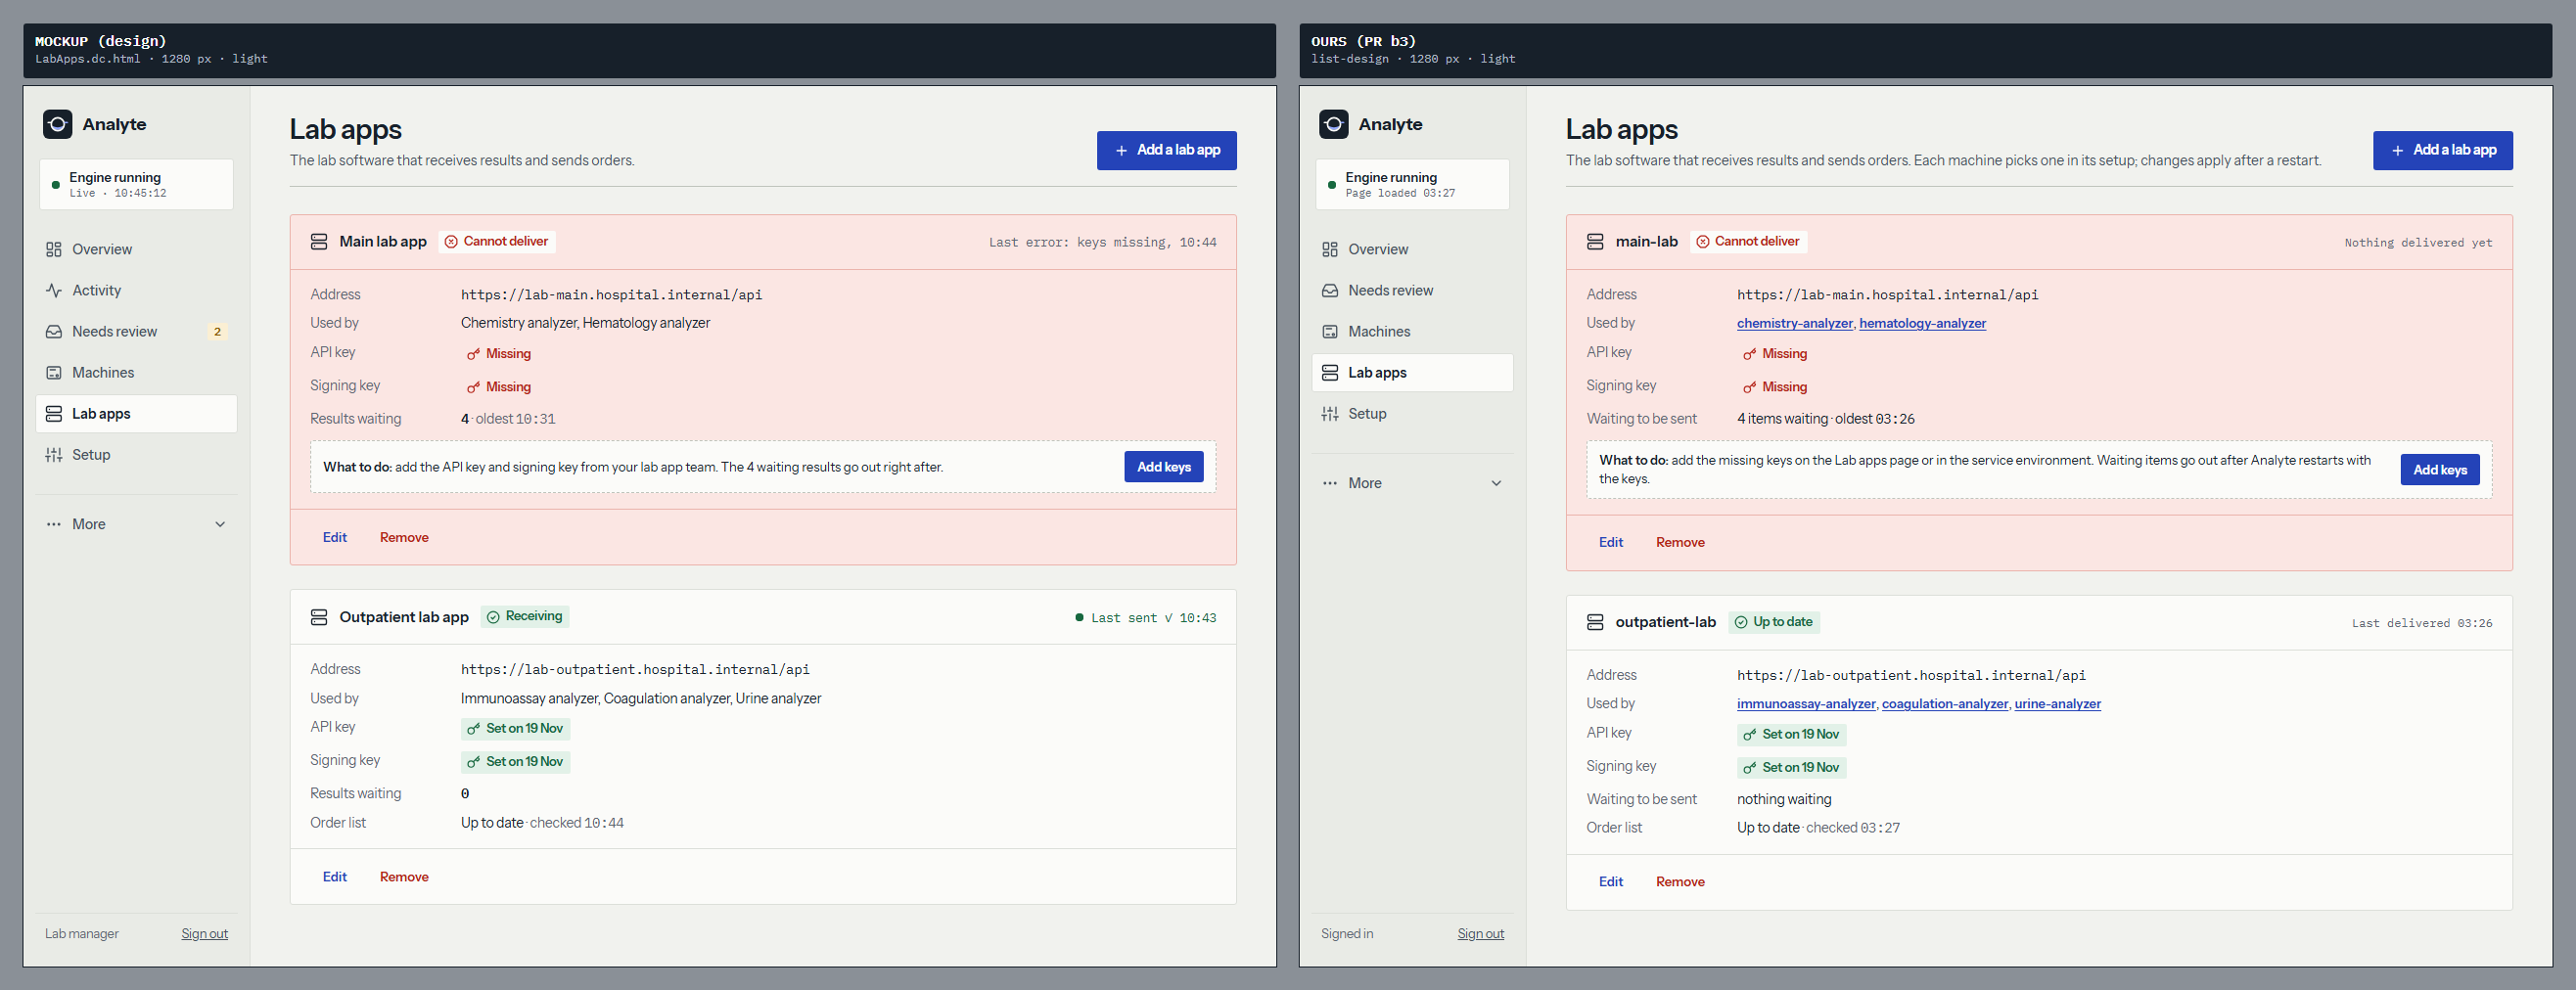 MOCKUP (design)
LabApps.dc.html · 1280 px · light
Analyte
Engine running
Live · 10:45:12
Overview
Activity
Needs review 2
Machines
Lab apps
Setup
More
Lab manager Sign out
Lab apps
The lab software that receives results and sends orders.
Add a lab app
Main lab app Cannot deliver Last error: keys missing, 10:44
Address https://lab-main.hospital.internal/api
Used by Chemistry analyzer, Hematology analyzer
API key Missing
Signing key Missing
Results waiting 4 · oldest 10:31
What to do: add the API key and signing key from your lab app team. The 4 waiting results go out right after. Add keys
Edit Remove
Outpatient lab app Receiving Last sent √ 10:43
Address https://lab-outpatient.hospital.internal/api
Used by Immunoassay analyzer, Coagulation analyzer, Urine analyzer
API key Set on 19 Nov
Signing key Set on 19 Nov
Results waiting 0
Order list Up to date · checked 10:44
Edit Remove
OURS (PR b3)
list-design · 1280 px · light
Analyte
Engine running
Page loaded 03:27
Overview
Needs review
Machines
Lab apps
Setup
More
Signed in Sign out
Lab apps
The lab software that receives results and sends orders. Each machine picks one in its setup; changes apply after a restart.
Add a lab app
main-lab Cannot deliver Nothing delivered yet
Address https://lab-main.hospital.internal/api
Used by chemistry-analyzer, hematology-analyzer
API key Missing
Signing key Missing
Waiting to be sent 4 items waiting · oldest 03:26
What to do: add the missing keys on the Lab apps page or in the service environment. Waiting items go out after Analyte restarts with
the keys.
Add keys
Edit Remove
outpatient-lab Up to date Last delivered 03:26
Address https://lab-outpatient.hospital.internal/api
Used by immunoassay-analyzer, coagulation-analyzer, urine-analyzer
API key Set on 19 Nov
Signing key Set on 19 Nov
Waiting to be sent nothing waiting
Order list Up to date · checked 03:27
Edit Remove